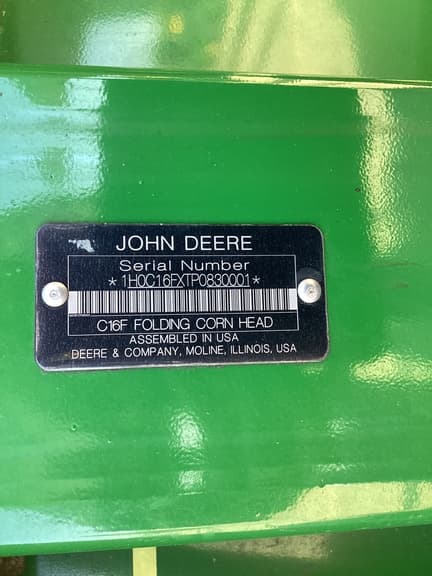 JOHN DEERE
Serial Number
*1H0C16FXTP0830001*
C16F FOLDING CORN HEAD
ASSEMBLED IN USA
DEERE & COMPANY, MOLINE, ILLINOIS, USA